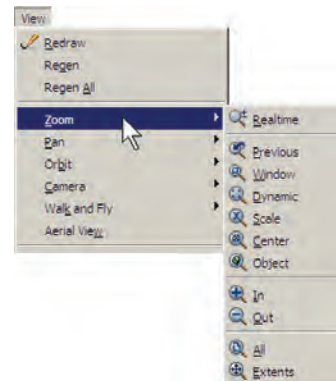 View
Redraw
Regen
Regen All
Zoom
Pan
Orbit
Camera
Walk and Fly
Aerial View
Realtime
Previous
Window
Dynamic
Scale
Center
Object
In
Out
All
Extents